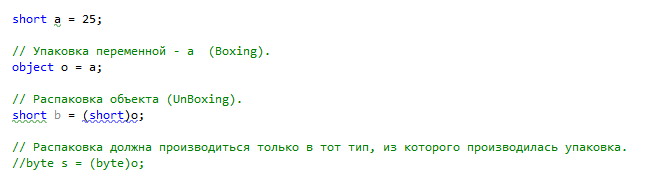 short a = 25;
// Упаковка переменной - a  (Boxing).
object o = a;
// Распаковка объекта (UnBoxing).
short b = (short)o;
// Распаковка должна производиться только в тот тип, из которого производилась упаковка.
//byte s = (byte)o;